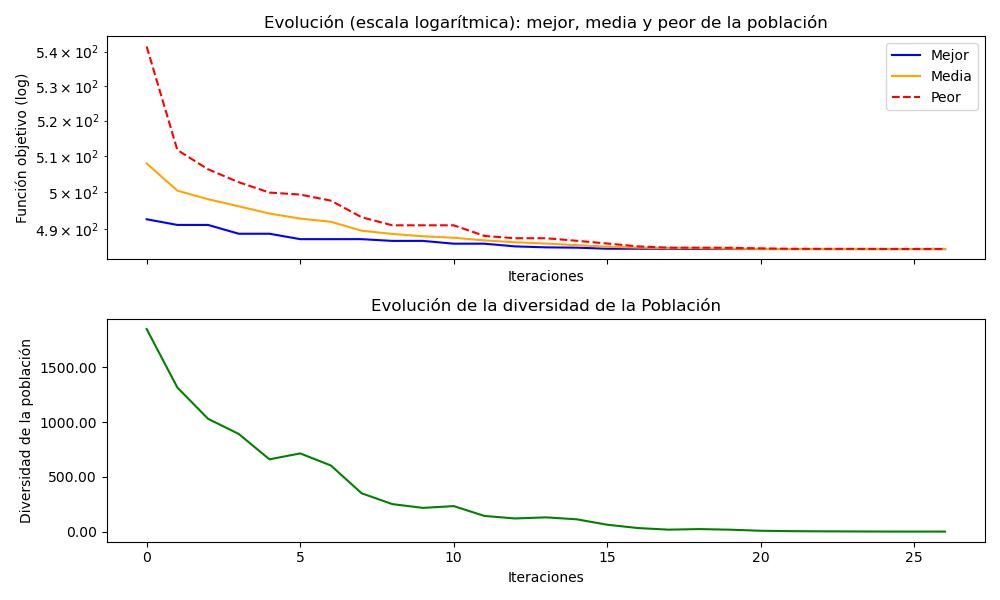 Evolución (escala logarítmica): mejor, media y peor de la población
Función objetivo (log)
5.4 × 10²
5.3 × 10²
5.2 × 10²
5.1 × 10²
5 × 10²
4.9 × 10²
Mejor
Media
Peor
Iteraciones
Evolución de la diversidad de la Población
Diversidad de la población
1500.00
1000.00
500.00
0.00
0 5 10 15 20 25
Iteraciones